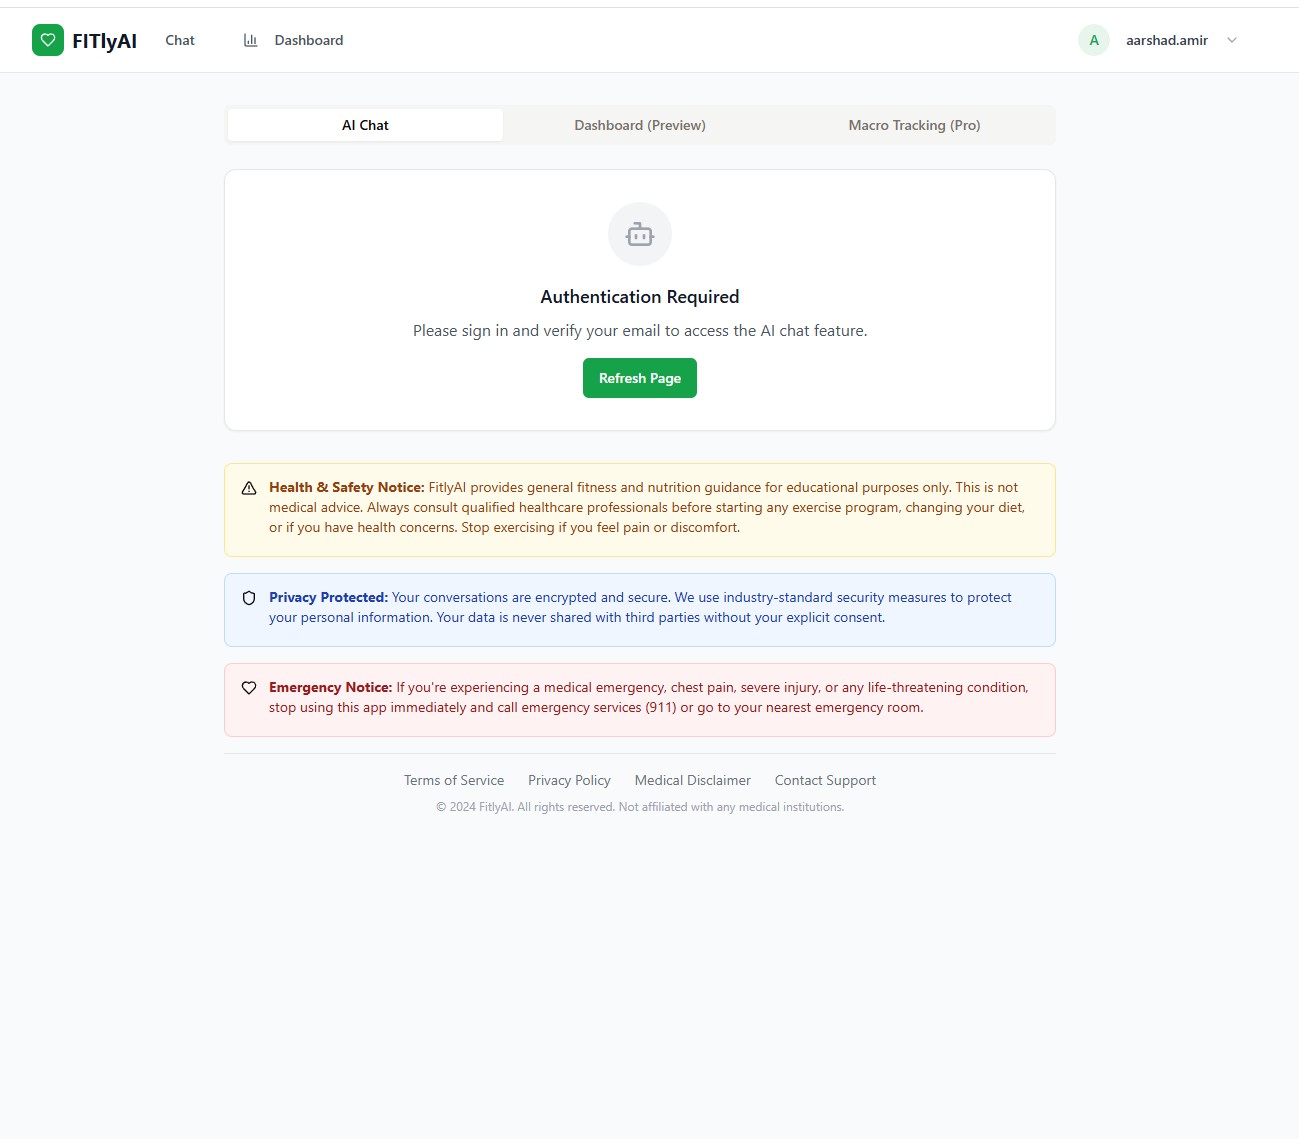 FITlyAI
Chat
Dashboard
A
aarshad.amir
AI Chat
Dashboard (Preview)
Macro Tracking (Pro)
Authentication Required
Please sign in and verify your email to access the AI chat feature.
Refresh Page
Health & Safety Notice: FitlyAI provides general fitness and nutrition guidance for educational purposes only. This is not
medical advice. Always consult qualified healthcare professionals before starting any exercise program, changing your diet,
or if you have health concerns. Stop exercising if you feel pain or discomfort.
Privacy Protected: Your conversations are encrypted and secure. We use industry-standard security measures to protect
your personal information. Your data is never shared with third parties without your explicit consent.
Emergency Notice: If you're experiencing a medical emergency, chest pain, severe injury, or any life-threatening condition,
stop using this app immediately and call emergency services (911) or go to your nearest emergency room.
Terms of Service
Privacy Policy
Medical Disclaimer
Contact Support
© 2024 FitlyAI. All rights reserved. Not affiliated with any medical institutions.